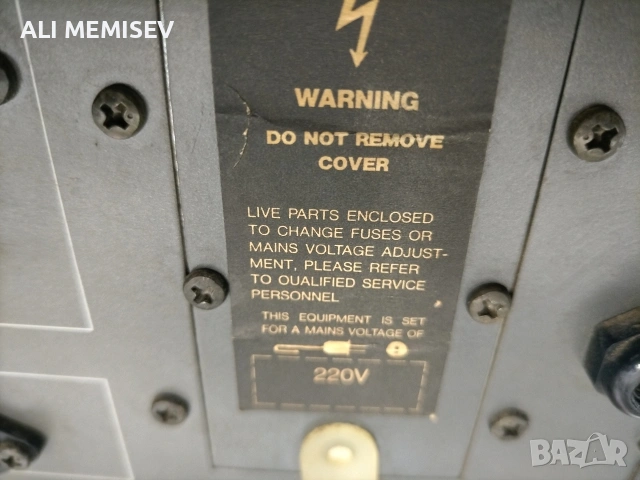 ALI MEMISEV
WARNING
DO NOT REMOVE
COVER
LIVE PARTS ENCLOSED
TO CHANGE FUSES OR
MAINS VOLTAGE ADJUST-
MENT, PLEASE REFER
TO QUALIFIED SERVICE
PERSONNEL
THIS EQUIPMENT IS SET
FOR A MAINS VOLTAGE OF
220V
BAZAR